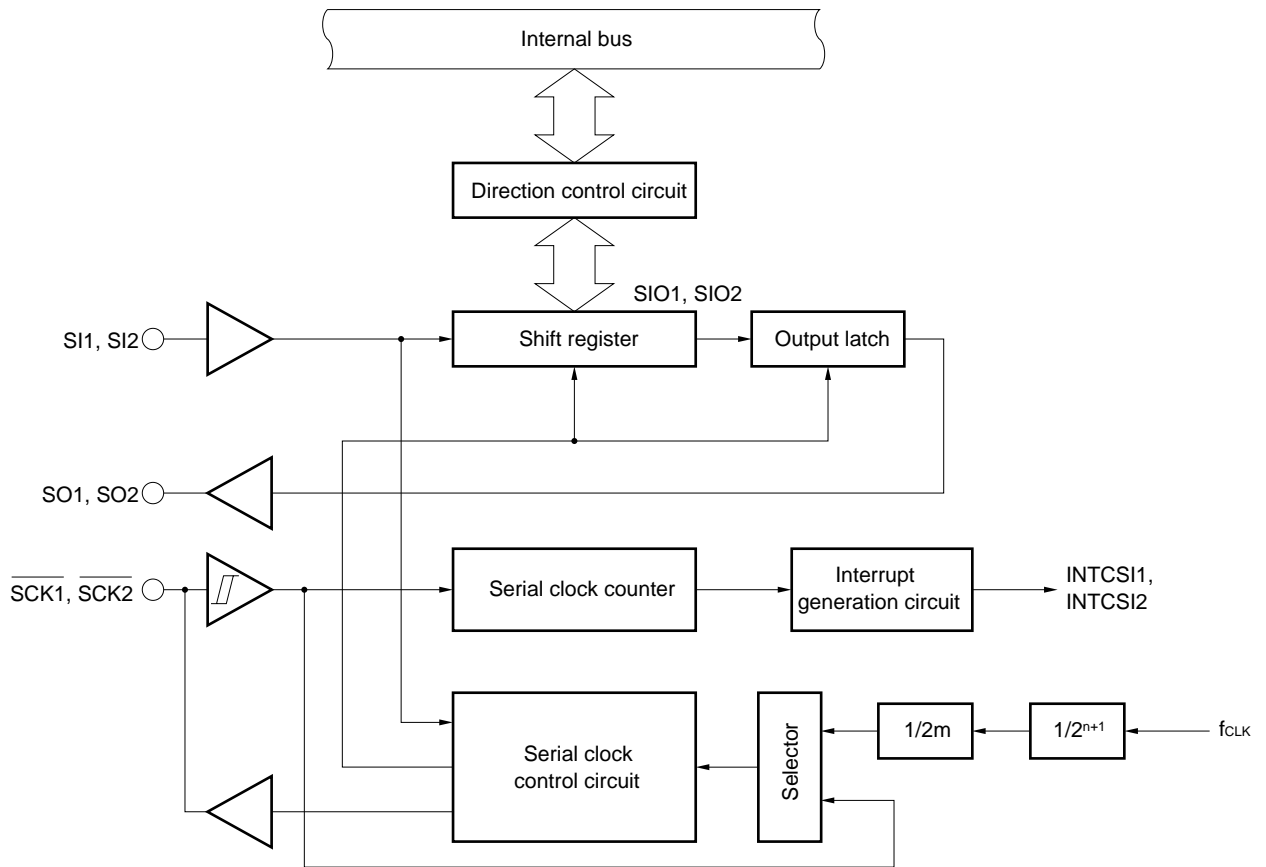 Internal bus
Direction control circuit
SIO1, SIO2
SI1, SI2
Shift register
Output latch
SO1, SO2
SCK1, SCK2
Serial clock counter
Interrupt
generation circuit
INTCSI1,
INTCSI2
Serial clock
control circuit
Selector
1/2m
1/2ⁿ⁺¹
fCLK